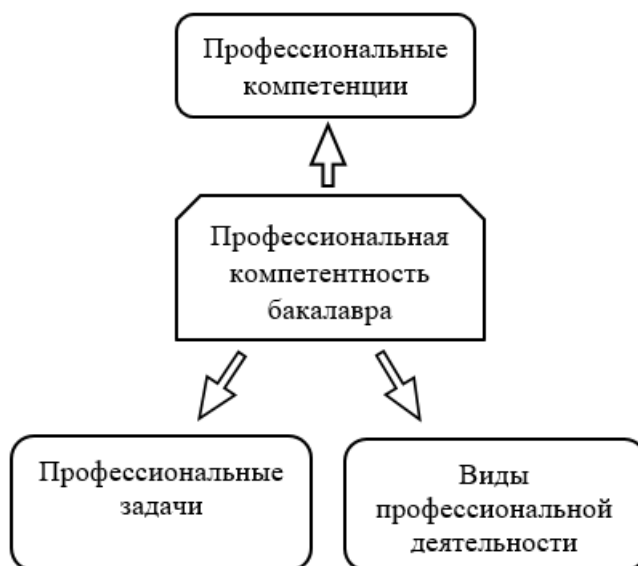 Профессиональные
компетенции
Профессиональная
компетентность
бакалавра
Профессиональные
задачи
Виды
профессиональной
деятельности